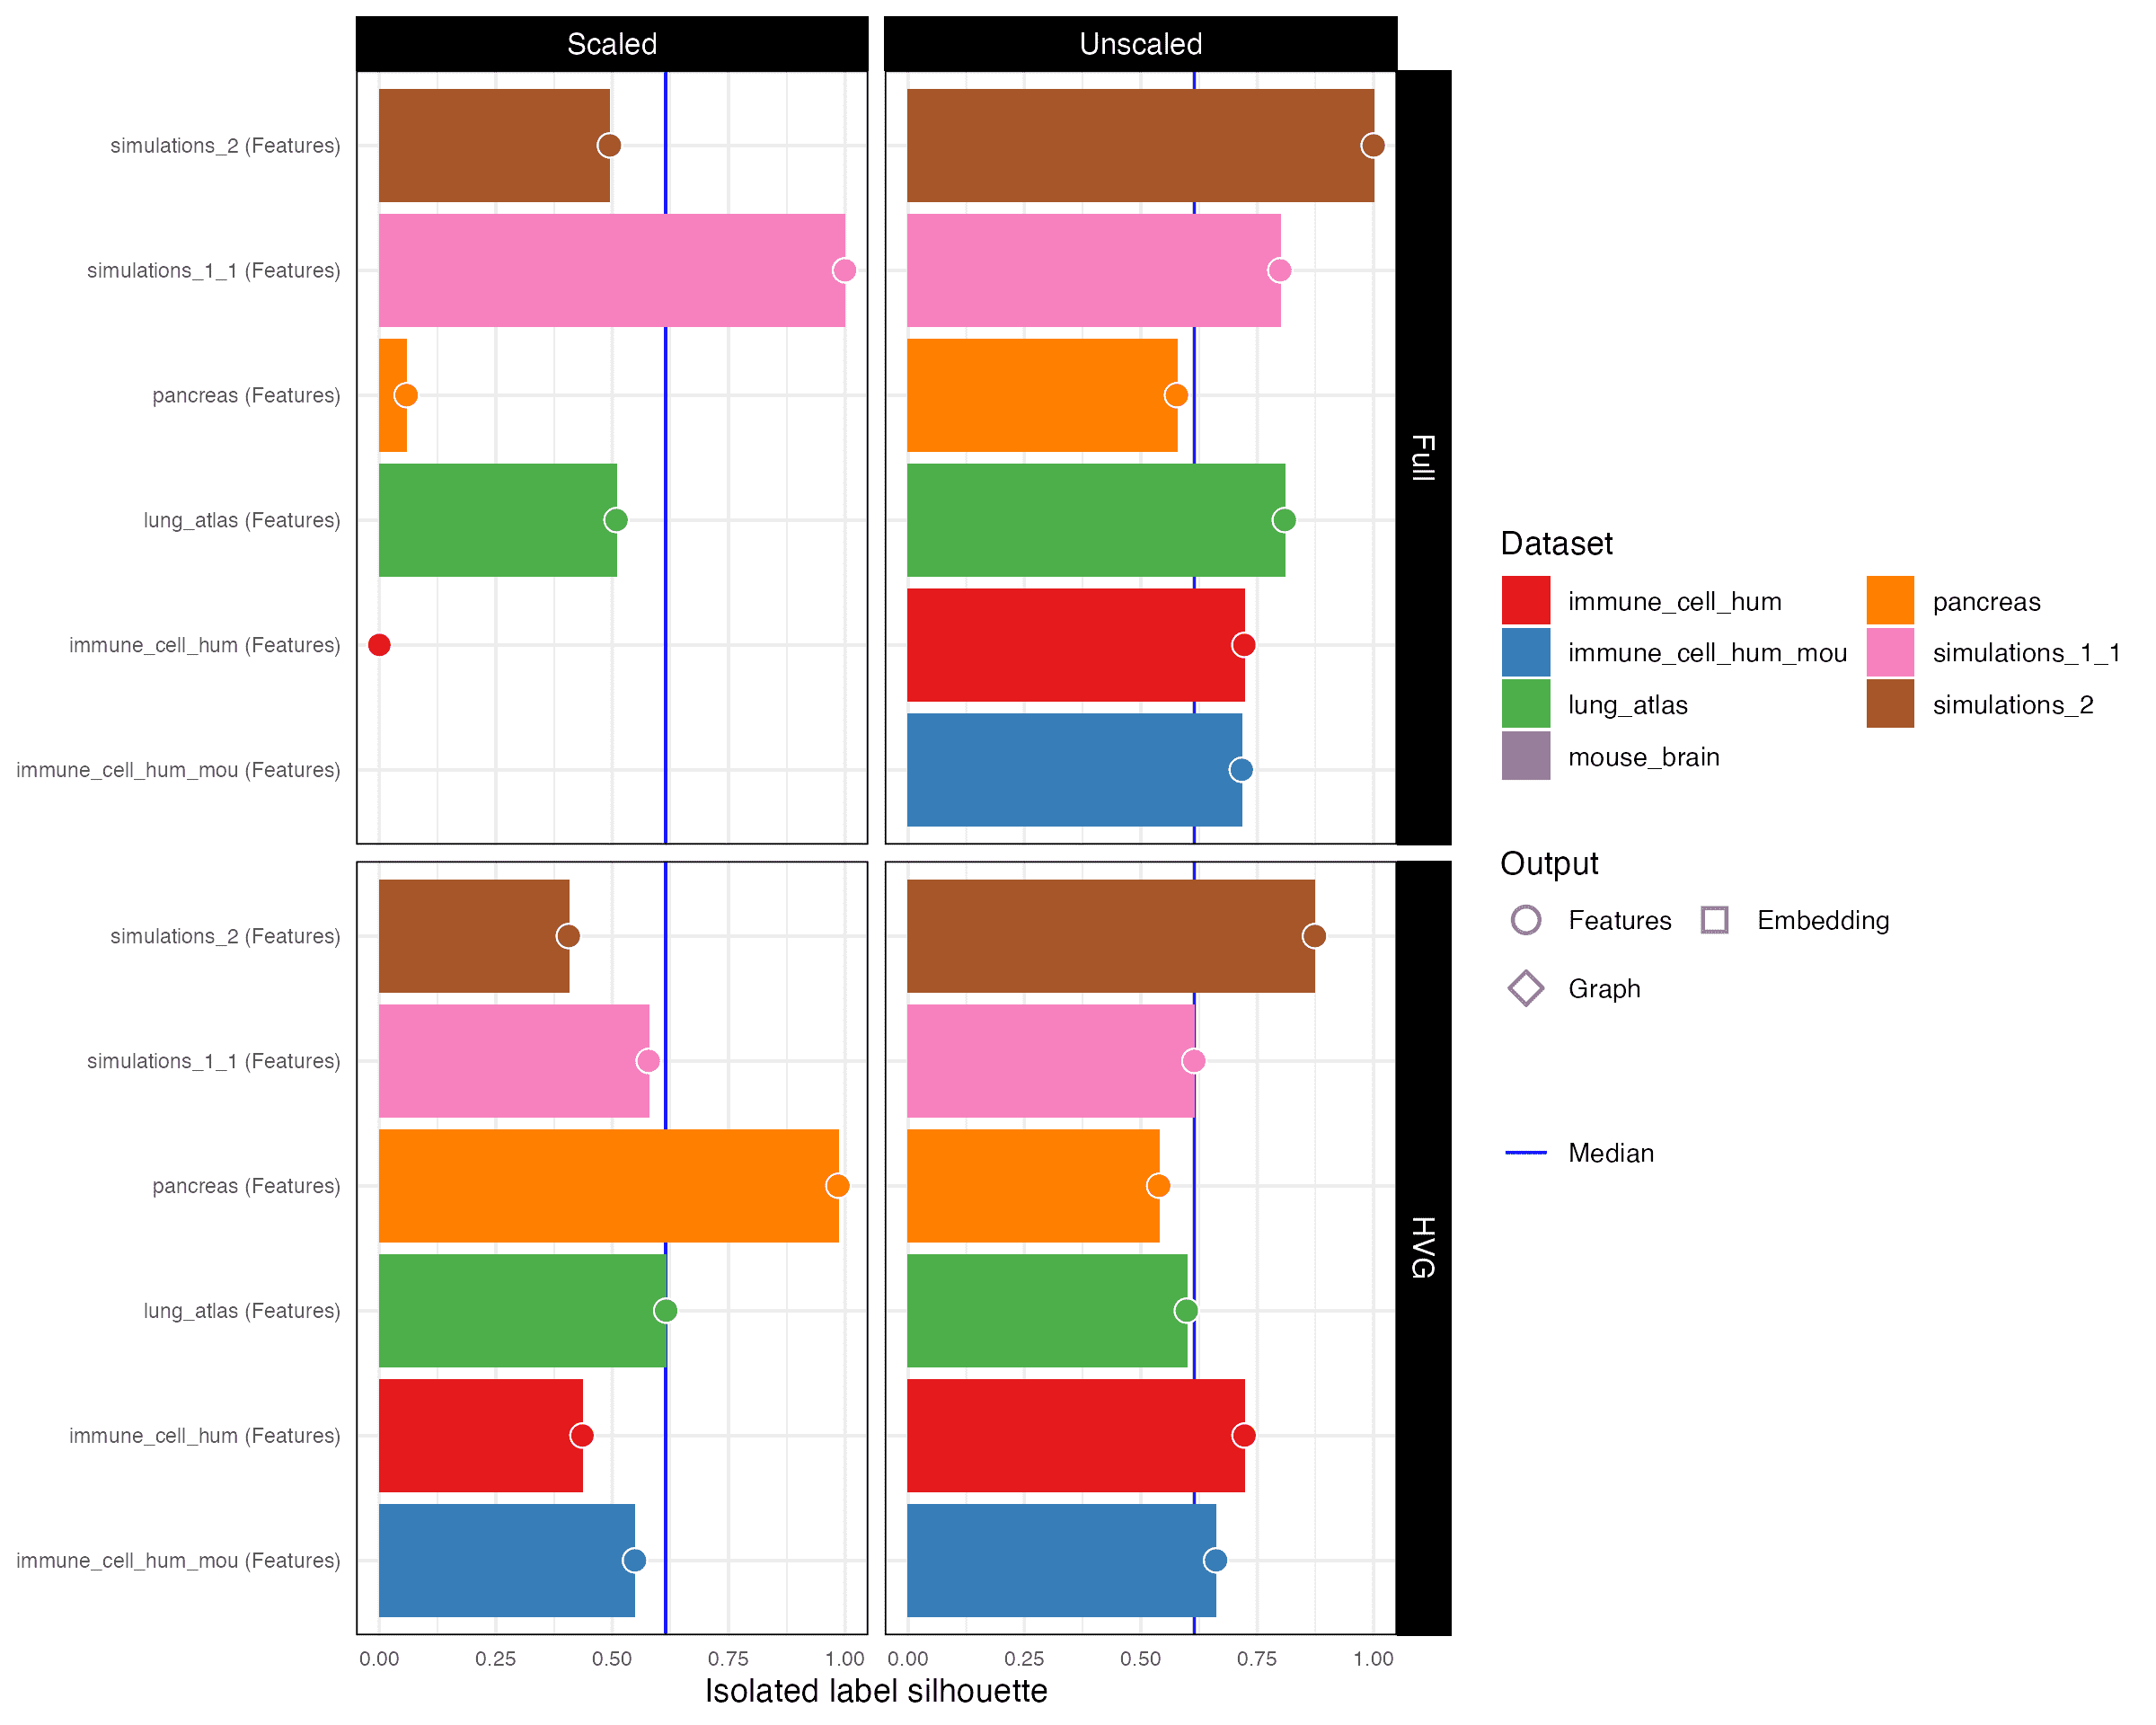 Scaled
Unscaled
simulations_2 (Features)
simulations_1_1 (Features)
pancreas (Features)
lung_atlas (Features)
immune_cell_hum (Features)
immune_cell_hum_mou (Features)
Full
simulations_2 (Features)
simulations_1_1 (Features)
pancreas (Features)
lung_atlas (Features)
immune_cell_hum (Features)
immune_cell_hum_mou (Features)
HVG
0.00 0.25 0.50 0.75 1.00
0.00 0.25 0.50 0.75 1.00
Isolated label silhouette
Dataset
immune_cell_hum
immune_cell_hum_mou
lung_atlas
mouse_brain
pancreas
simulations_1_1
simulations_2
Output
Features
Embedding
Graph
Median